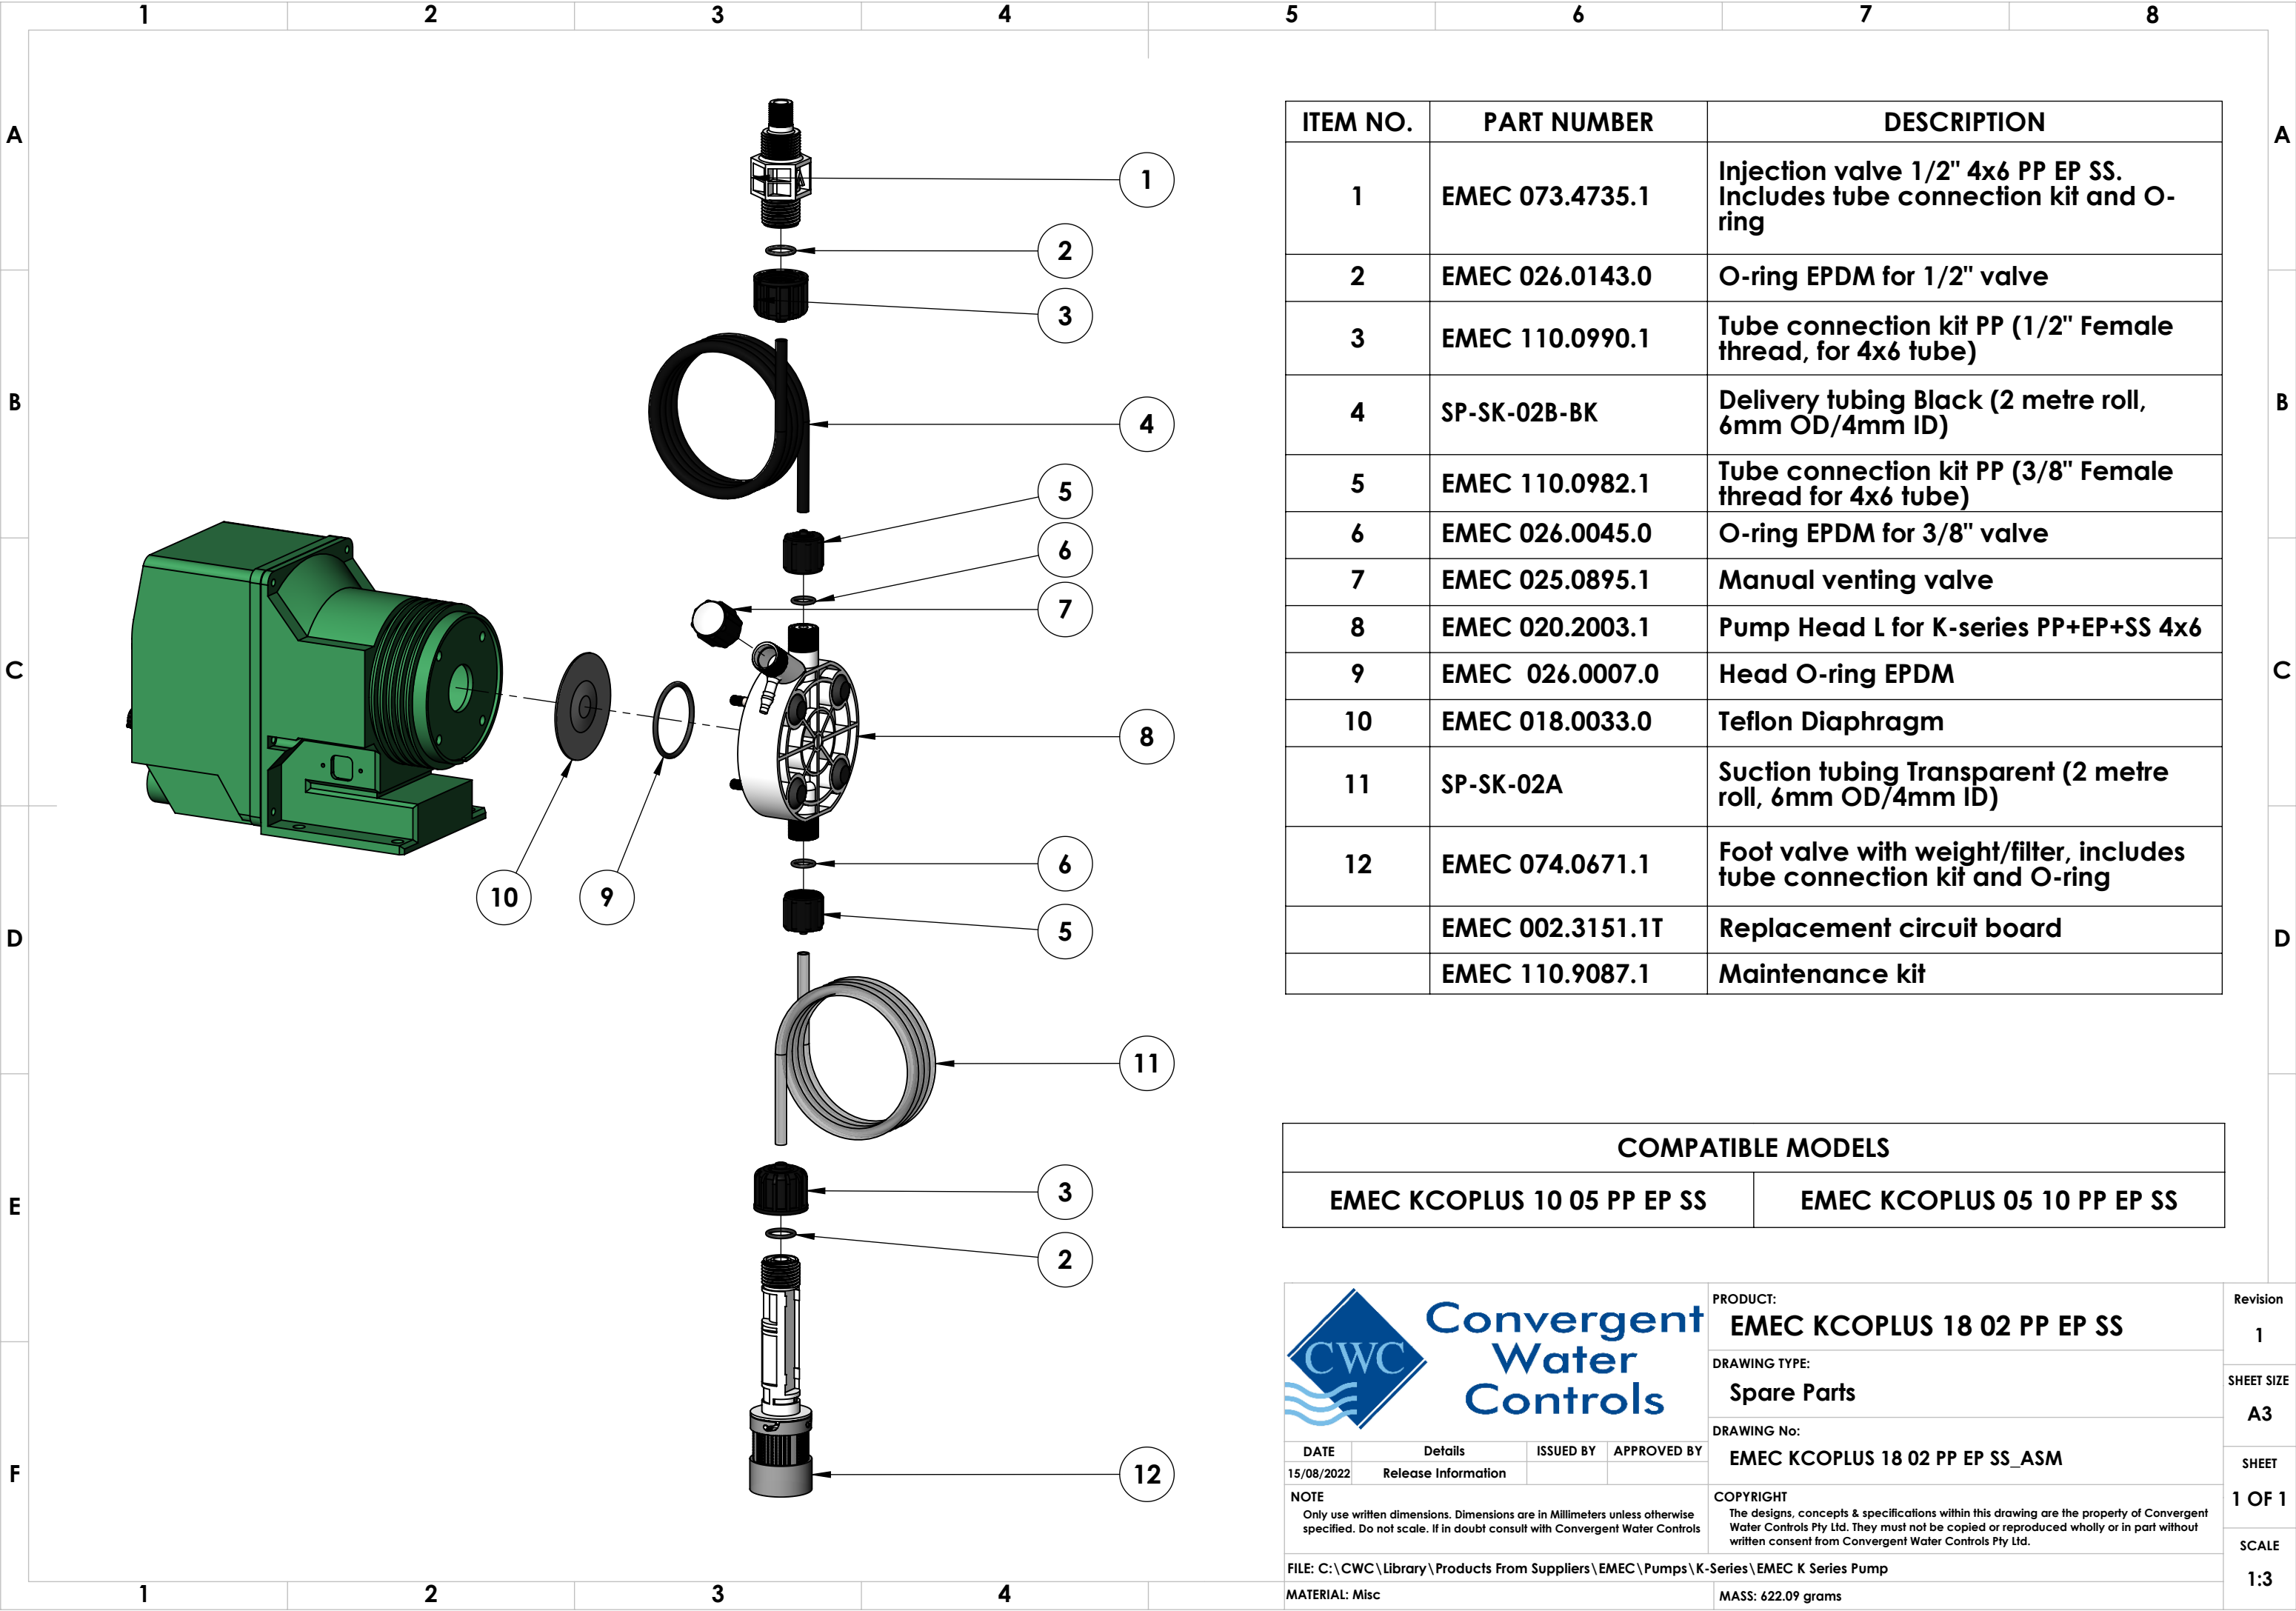 1 2 3 4 5 6 7 8
A A
B B
C C
D D
E E
F F
1
2
3
4
5
6
7
8
9
10
6
5
11
3
2
12
ITEM NO. PART NUMBER DESCRIPTION
1 EMEC 073.4735.1 Injection valve 1/2" 4x6 PP EP SS.
Includes tube connection kit and O-
ring
2 EMEC 026.0143.0 O-ring EPDM for 1/2" valve
3 EMEC 110.0990.1 Tube connection kit PP (1/2" Female
thread, for 4x6 tube)
4 SP-SK-02B-BK Delivery tubing Black (2 metre roll,
6mm OD/4mm ID)
5 EMEC 110.0982.1 Tube connection kit PP (3/8" Female
thread for 4x6 tube)
6 EMEC 026.0045.0 O-ring EPDM for 3/8" valve
7 EMEC 025.0895.1 Manual venting valve
8 EMEC 020.2003.1 Pump Head L for K-series PP+EP+SS 4x6
9 EMEC 026.0007.0 Head O-ring EPDM
10 EMEC 018.0033.0 Teflon Diaphragm
11 SP-SK-02A Suction tubing Transparent (2 metre
roll, 6mm OD/4mm ID)
12 EMEC 074.0671.1 Foot valve with weight/filter, includes
tube connection kit and O-ring
EMEC 002.3151.1T Replacement circuit board
EMEC 110.9087.1 Maintenance kit
COMPATIBLE MODELS
EMEC KCOPLUS 10 05 PP EP SS EMEC KCOPLUS 05 10 PP EP SS
CWC
Convergent
Water
Controls
PRODUCT:
EMEC KCOPLUS 18 02 PP EP SS
DRAWING TYPE:
Spare Parts
DRAWING No:
EMEC KCOPLUS 18 02 PP EP SS_ASM
Revision
1
SHEET SIZE
A3
SHEET
1 OF 1
SCALE
1:3
DATE Details ISSUED BY APPROVED BY
15/08/2022 Release Information
NOTE
Only use written dimensions. Dimensions are in Millimeters unless otherwise
specified. Do not scale. If in doubt consult with Convergent Water Controls
COPYRIGHT
The designs, concepts & specifications within this drawing are the property of Convergent
Water Controls Pty Ltd. They must not be copied or reproduced wholly or in part without
written consent from Convergent Water Controls Pty Ltd.
FILE: C:\CWC\Library\Products From Suppliers\EMEC\Pumps\K-Series\EMEC K Series Pump
MATERIAL: Misc MASS: 622.09 grams
1 2 3 4